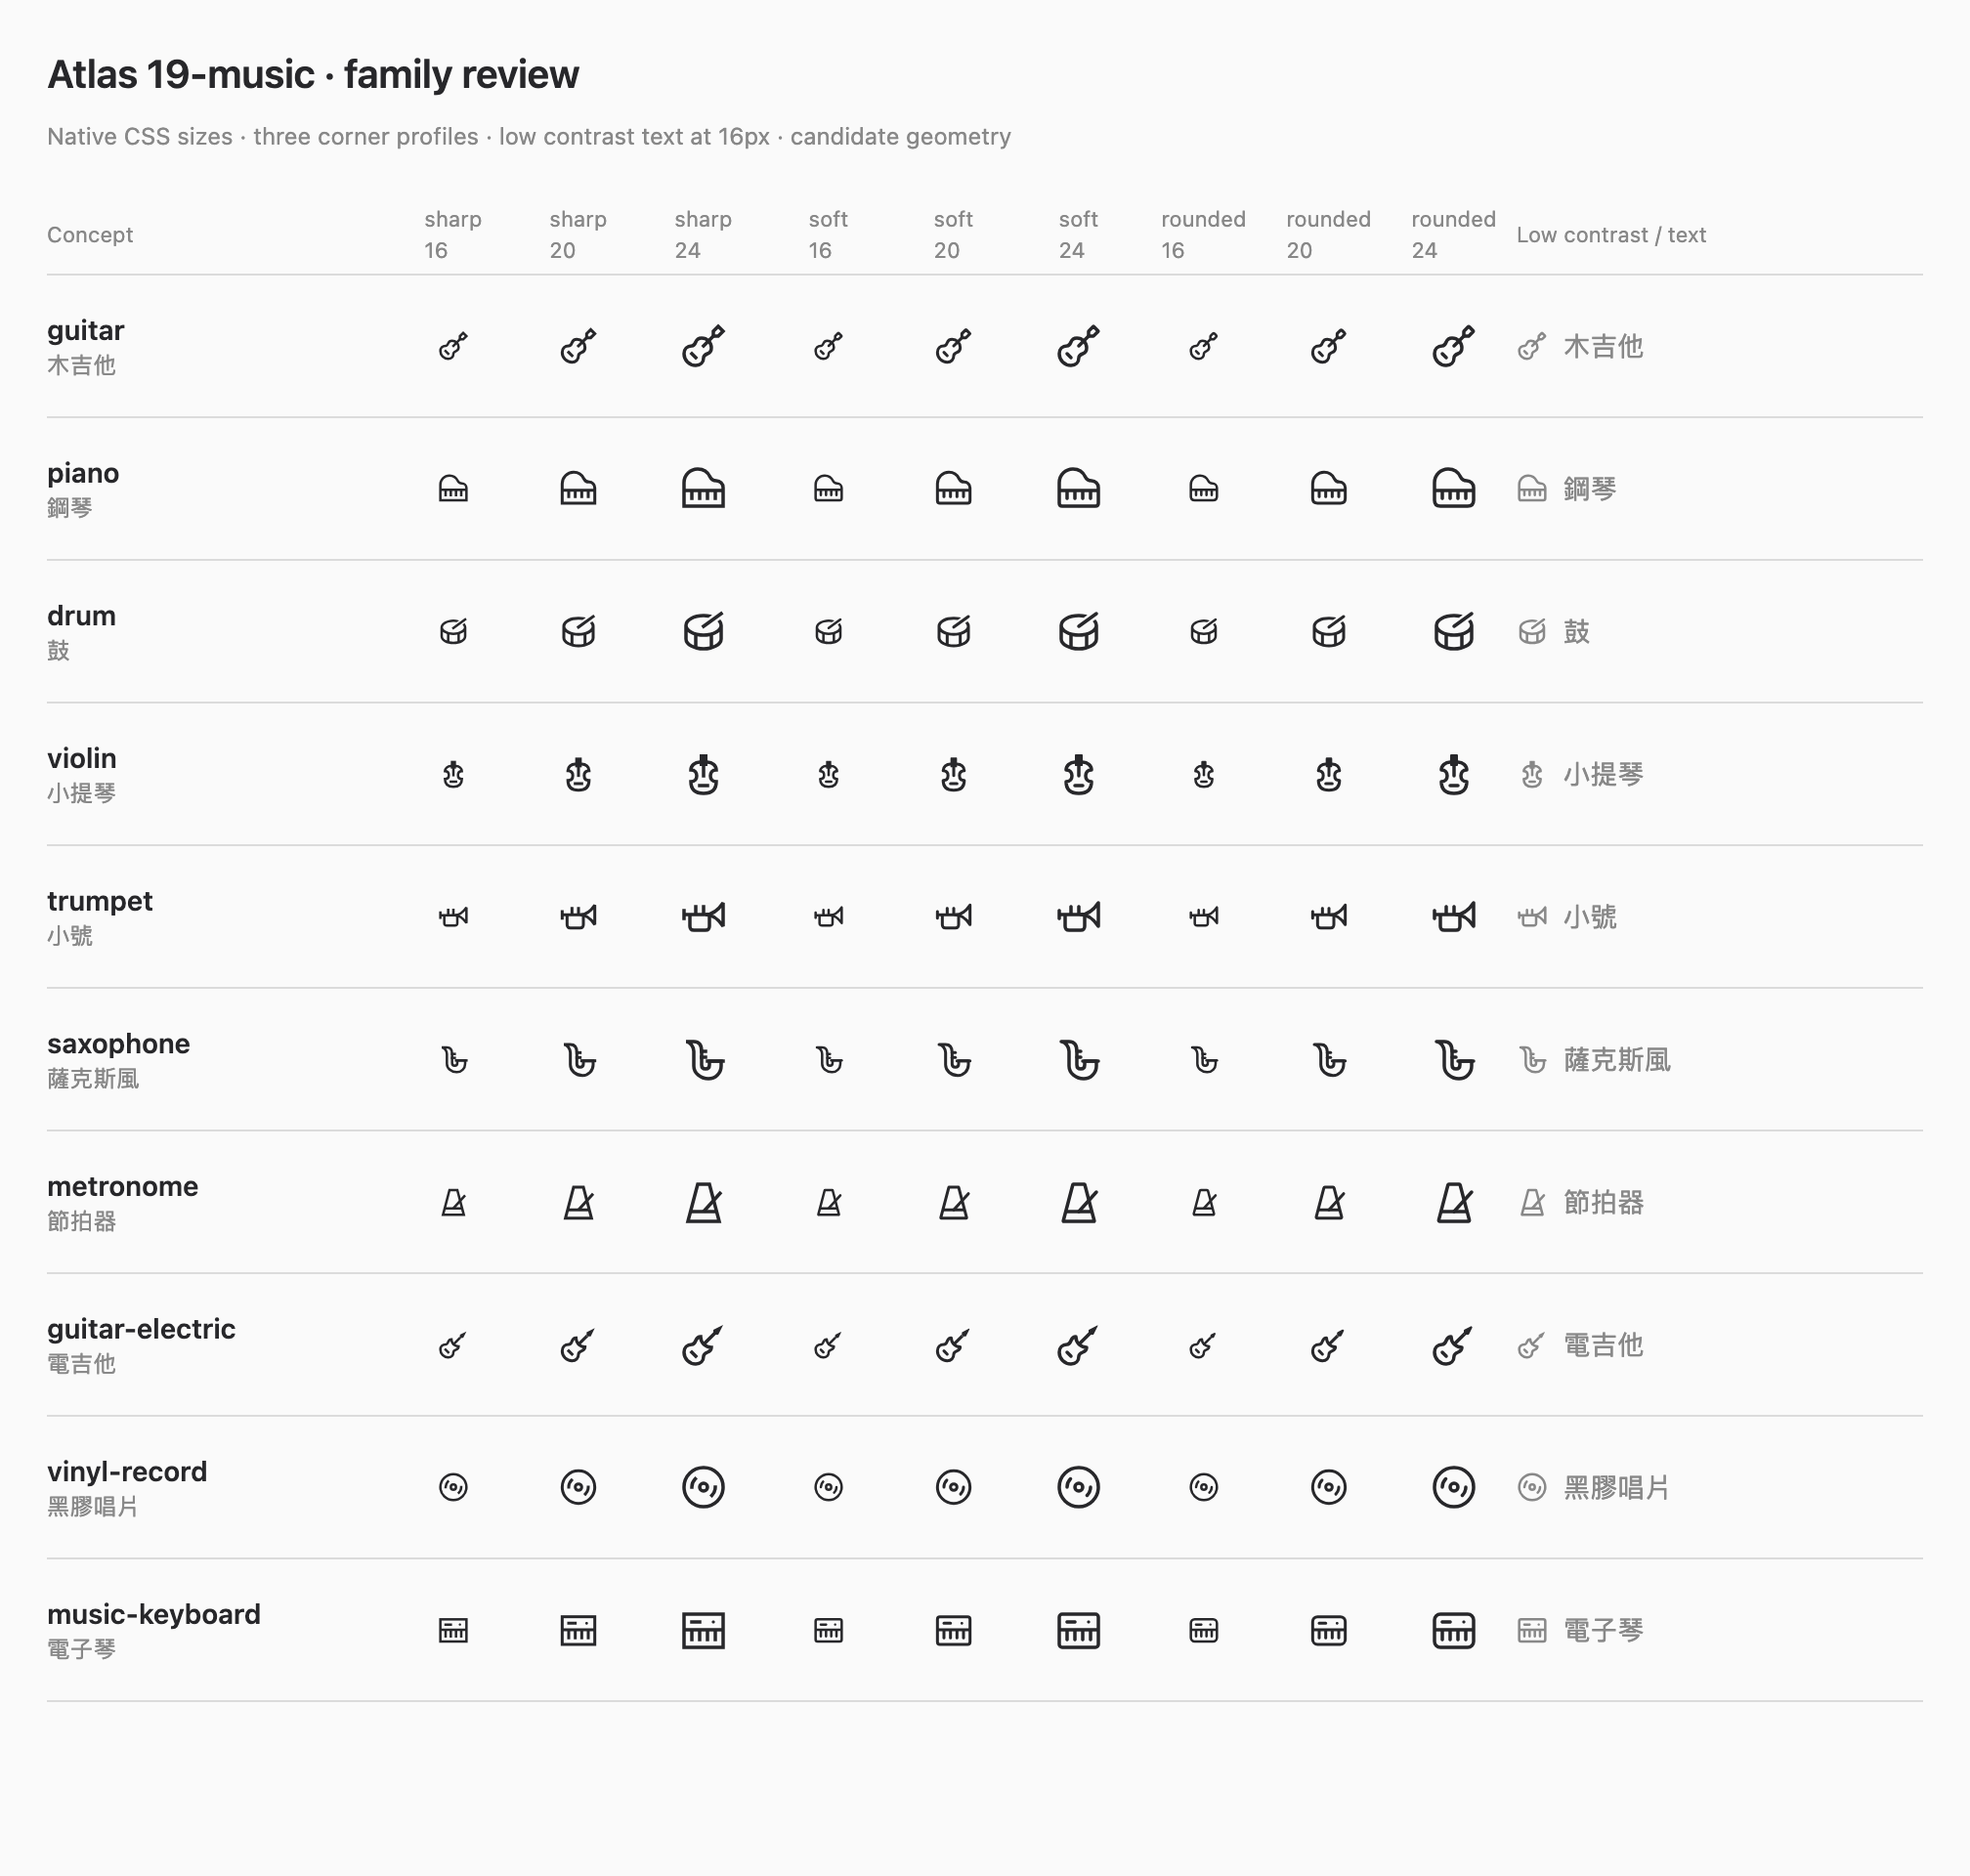 Atlas 19-music · family review
Native CSS sizes · three corner profiles · low contrast text at 16px · candidate geometry
Concept
sharp 16
sharp 20
sharp 24
soft 16
soft 20
soft 24
rounded 16
rounded 20
rounded 24
Low contrast / text
guitar
木吉他
木吉他
piano
鋼琴
鋼琴
drum
鼓
鼓
violin
小提琴
小提琴
trumpet
小號
小號
saxophone
薩克斯風
薩克斯風
metronome
節拍器
節拍器
guitar-electric
電吉他
電吉他
vinyl-record
黑膠唱片
黑膠唱片
music-keyboard
電子琴
電子琴